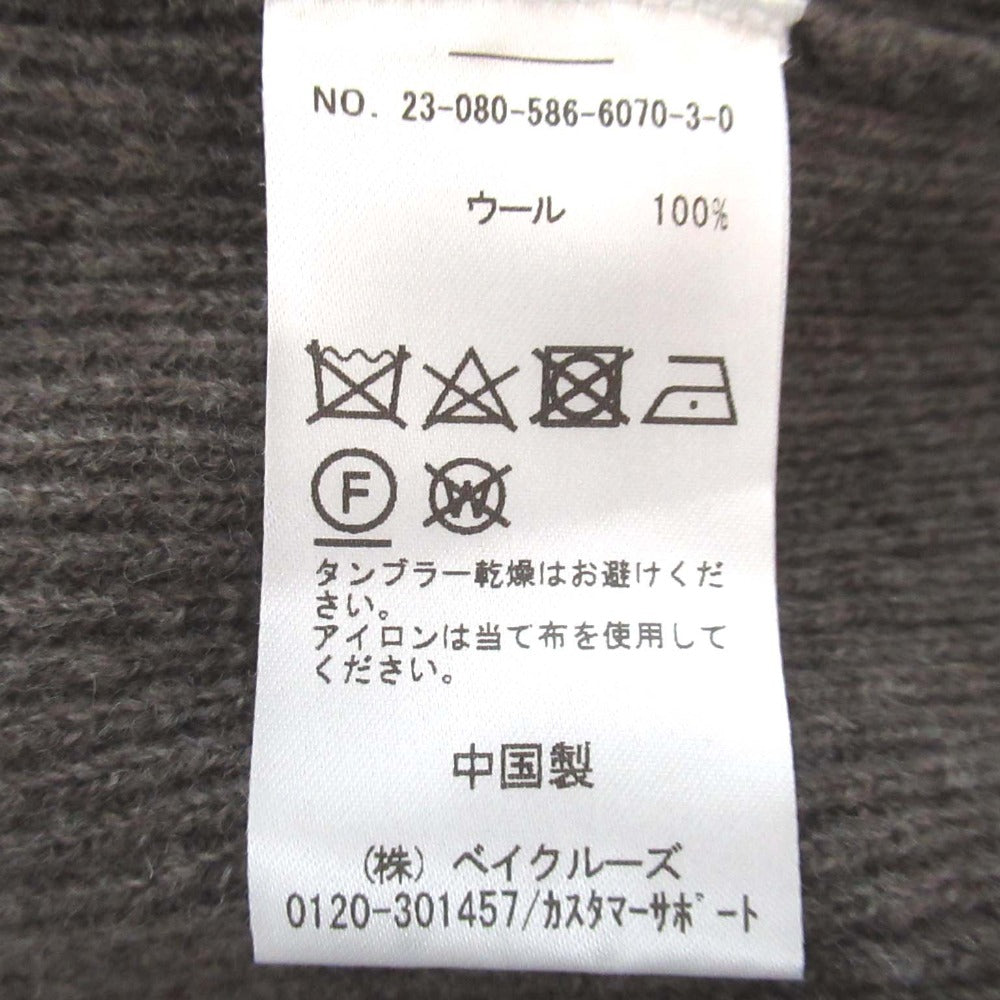 NO. 23-080-586-6070-3-0
ウール 100%
F W
タンブラー乾燥はお避けくだ
さい。
アイロンは当て布を使用して
ください。
中国製
(株) ベイクルーズ
0120-301457/カスタマーサポート